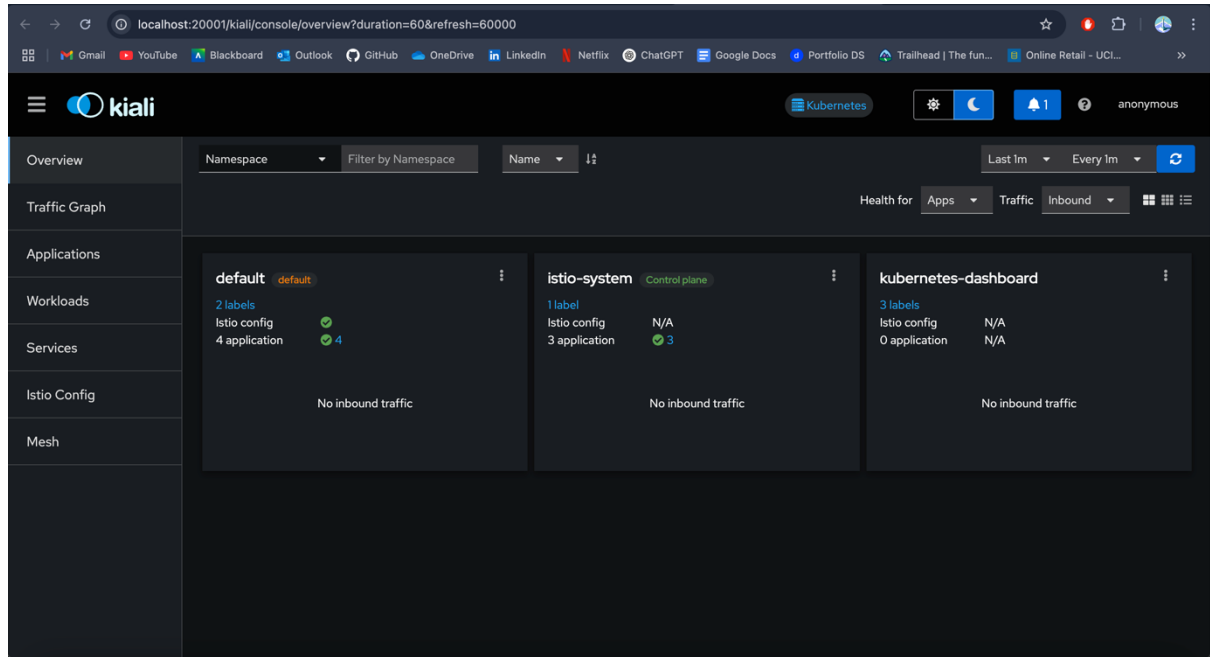 localhost:20001/kiali/console/overview?duration=60&refresh=60000
Gmail YouTube Blackboard Outlook GitHub OneDrive LinkedIn Netflix ChatGPT Google Docs Portfolio DS Trailhead | The fun... Online Retail - UCI... »
kiali Kubernetes 1 anonymous
Overview
Traffic Graph
Applications
Workloads
Services
Istio Config
Mesh
Namespace Filter by Namespace Name Last 1m Every 1m
Health for Apps Traffic Inbound
default default
2 labels
Istio config
4 application 4
No inbound traffic
istio-system Control plane
1 label
Istio config N/A
3 application 3
No inbound traffic
kubernetes-dashboard
3 labels
Istio config N/A
0 application N/A
No inbound traffic